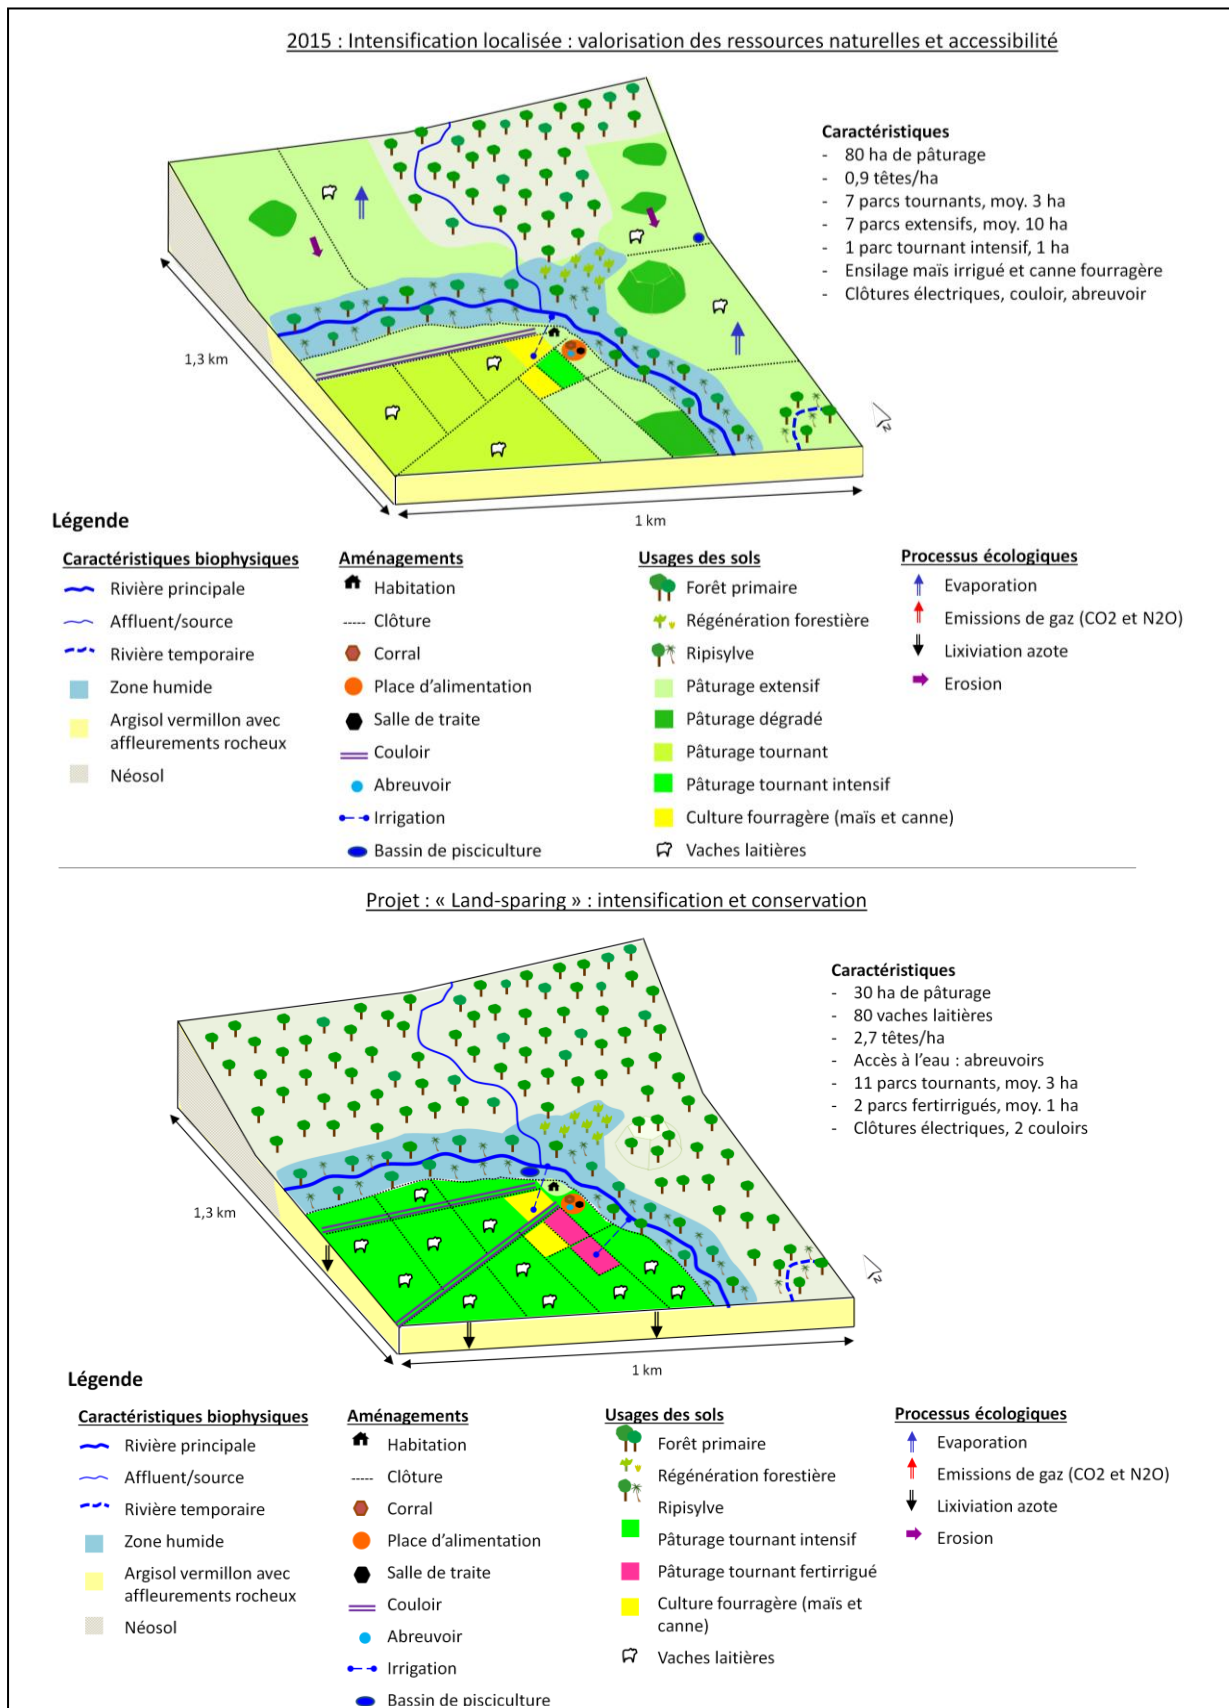 2015 : Intensification localisée : valorisation des ressources naturelles et accessibilité
Caractéristiques
- 80 ha de pâturage
- 0,9 têtes/ha
- 7 parcs tournants, moy. 3 ha
- 7 parcs extensifs, moy. 10 ha
- 1 parc tournant intensif, 1 ha
- Ensilage maïs irrigué et canne fourragère
- Clôtures électriques, couloir, abreuvoir
1,3 km
1 km
N
Légende
Caractéristiques biophysiques
Rivière principale
Affluent/source
Rivière temporaire
Zone humide
Argisol vermillon avec
affleurements rocheux
Néosol
Aménagements
Habitation
Clôture
Corral
Place d'alimentation
Salle de traite
Couloir
Abreuvoir
Irrigation
Bassin de pisciculture
Usages des sols
Forêt primaire
Régénération forestière
Ripisylve
Pâturage extensif
Pâturage dégradé
Pâturage tournant
Pâturage tournant intensif
Culture fourragère (maïs et canne)
Vaches laitières
Processus écologiques
Evaporation
Emissions de gaz (CO2 et N2O)
Lixiviation azote
Erosion
Projet : « Land-sparing » : intensification et conservation
Caractéristiques
- 30 ha de pâturage
- 80 vaches laitières
- 2,7 têtes/ha
- Accès à l'eau : abreuvoirs
- 11 parcs tournants, moy. 3 ha
- 2 parcs fertirrigués, moy. 1 ha
- Clôtures électriques, 2 couloirs
1,3 km
1 km
N
Légende
Caractéristiques biophysiques
Rivière principale
Affluent/source
Rivière temporaire
Zone humide
Argisol vermillon avec
affleurements rocheux
Néosol
Aménagements
Habitation
Clôture
Corral
Place d'alimentation
Salle de traite
Couloir
Abreuvoir
Irrigation
Bassin de pisciculture
Usages des sols
Forêt primaire
Régénération forestière
Ripisylve
Pâturage tournant intensif
Pâturage tournant fertirrigué
Culture fourragère (maïs et
canne)
Vaches laitières
Processus écologiques
Evaporation
Emissions de gaz (CO2 et N2O)
Lixiviation azote
Erosion